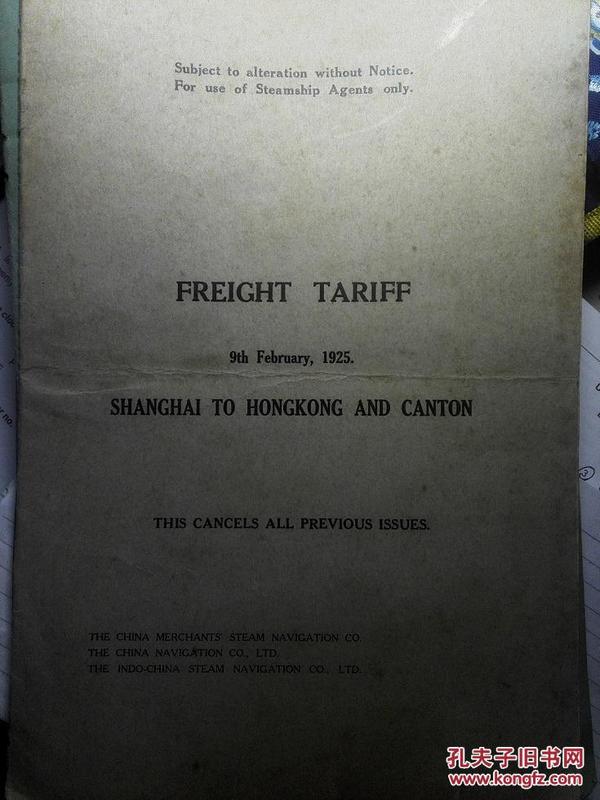 Subject to alteration without Notice.
For use of Steamship Agents only.
FREIGHT TARIFF
9th February, 1925.
SHANGHAI TO HONGKONG AND CANTON
THIS CANCELS ALL PREVIOUS ISSUES.
THE CHINA MERCHANTS' STEAM NAVIGATION CO.
THE CHINA NAVIGATION CO., LTD.
THE INDO-CHINA STEAM NAVIGATION CO., LTD.
孔夫子旧书网
www.kongfz.com